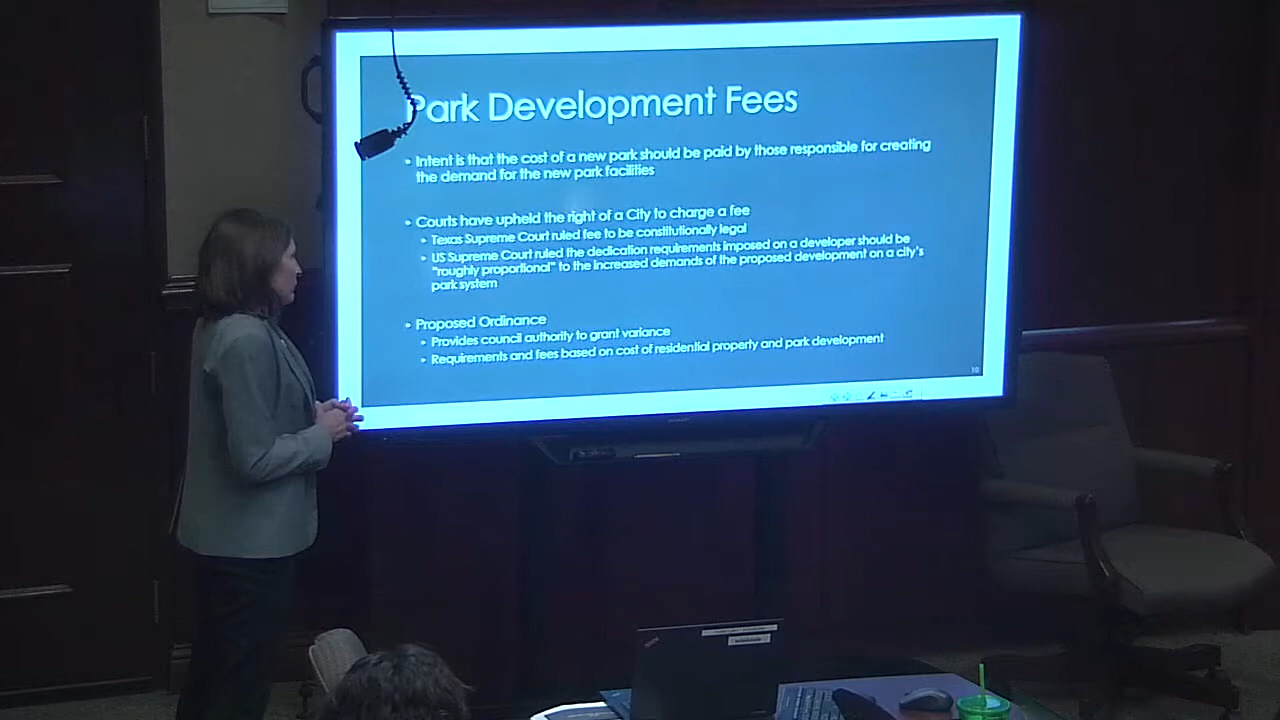 Park Development Fees
Intent is that the cost of a new park should be paid by those responsible for creating
the demand for the new park facilities
Courts have upheld the right of a City to charge a fee
Texas Supreme Court ruled fee to be constitutionally legal
US Supreme Court ruled the dedication requirements imposed on a developer should be
"roughly proportional" to the increased demands of the proposed development on a city's
park system
Proposed Ordinance
Provides council authority to grant variance
Requirements and fees based on cost of residential property and park development
10